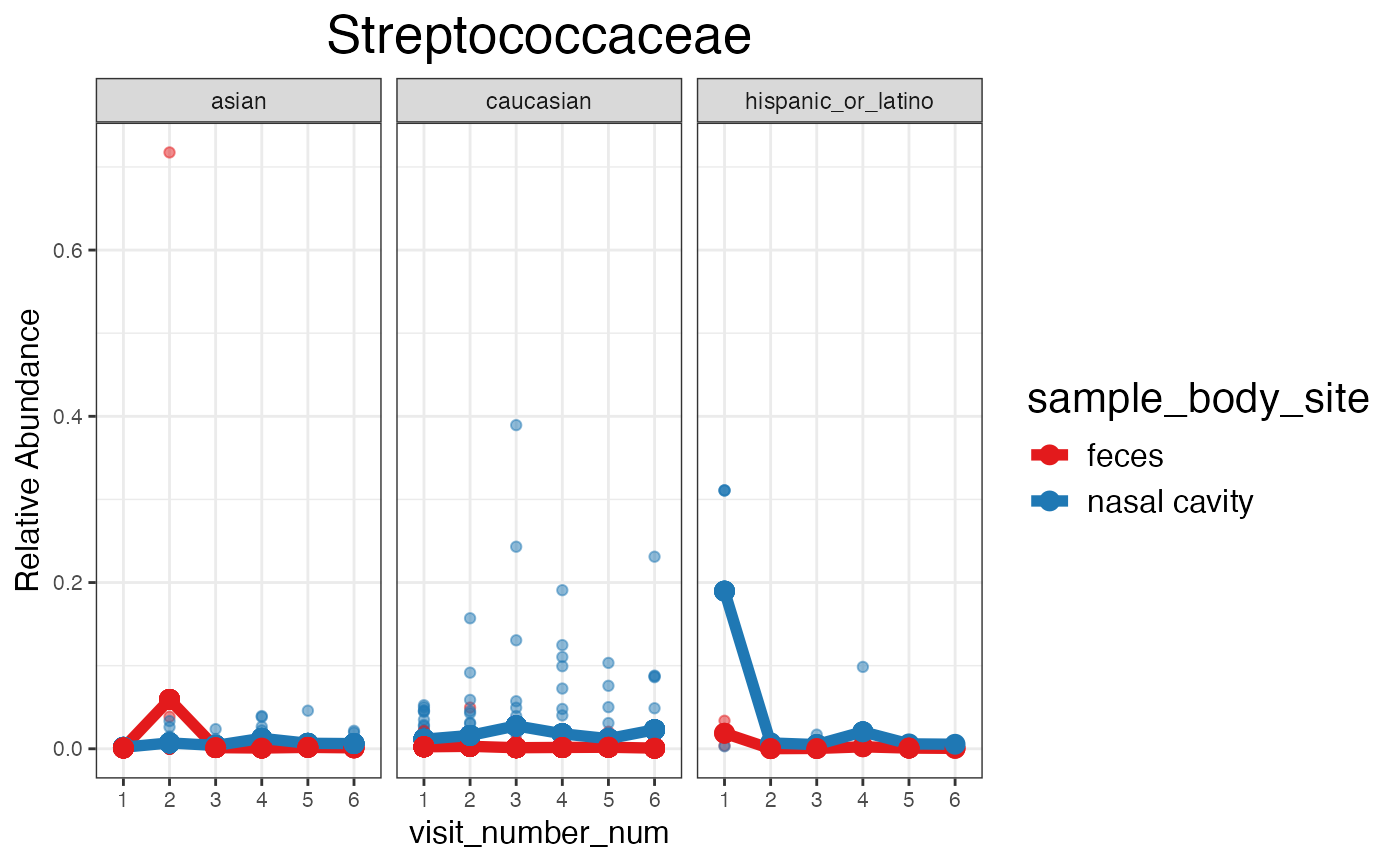 Streptococcaceae
asian caucasian hispanic_or_latino
0.6
0.4
0.2
0.0
Relative Abundance
1 2 3 4 5 6 1 2 3 4 5 6 1 2 3 4 5 6
visit_number_num
sample_body_site
feces
nasal cavity